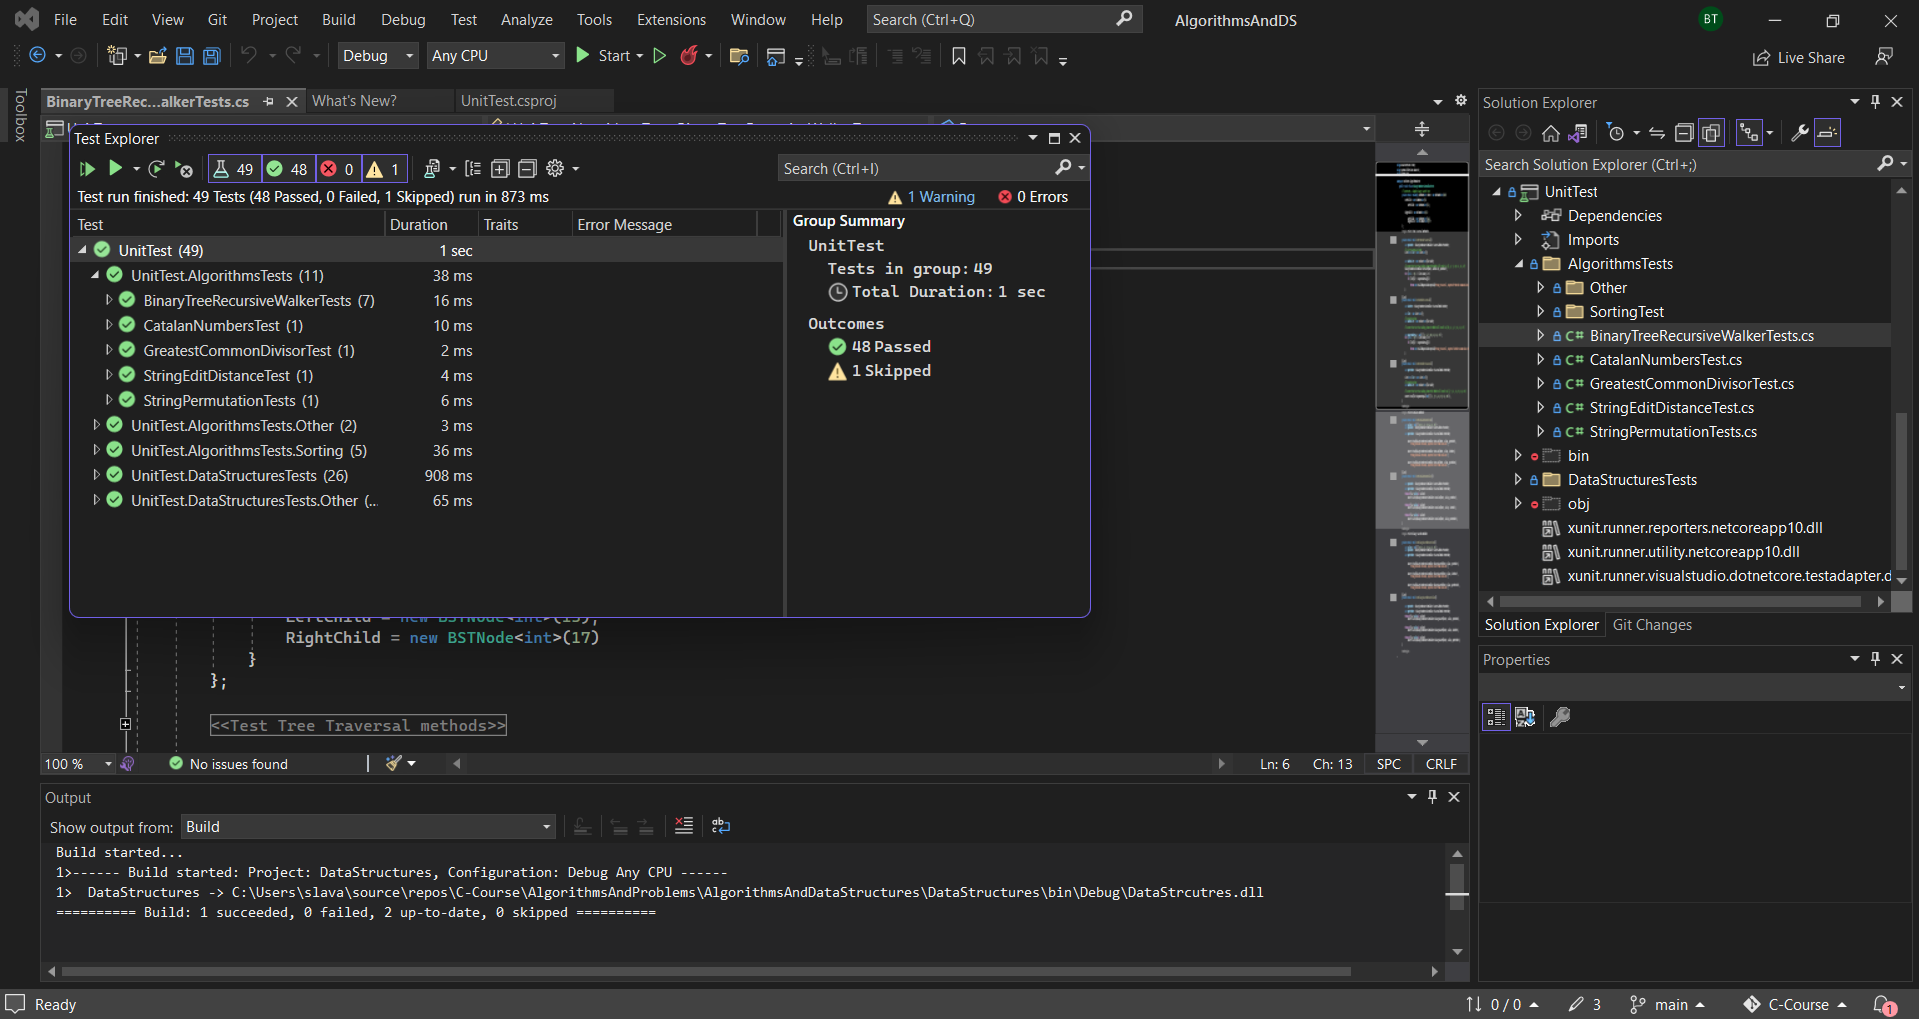 File Edit View Git Project Build Debug Test Analyze Tools Extensions Window Help Search (Ctrl+Q) AlgorithmsAndDS BT
Debug Any CPU Start Live Share
Toolbox
BinaryTreeRec...alkerTests.cs What's New? UnitTest.csproj
Test Explorer
49 48 0 1 Search (Ctrl+I)
Test run finished: 49 Tests (48 Passed, 0 Failed, 1 Skipped) run in 873 ms 1 Warning 0 Errors
Test Duration Traits Error Message
UnitTest (49) 1 sec
UnitTest.AlgorithmsTests (11) 38 ms
BinaryTreeRecursiveWalkerTests (7) 16 ms
CatalanNumbersTest (1) 10 ms
GreatestCommonDivisorTest (1) 2 ms
StringEditDistanceTest (1) 4 ms
StringPermutationTests (1) 6 ms
UnitTest.AlgorithmsTests.Other (2) 3 ms
UnitTest.AlgorithmsTests.Sorting (5) 36 ms
UnitTest.DataStructuresTests (26) 908 ms
UnitTest.DataStructuresTests.Other (... 65 ms
Group Summary
UnitTest
Tests in group: 49
Total Duration: 1 sec
Outcomes
48 Passed
1 Skipped
RightChild = new BSTNode<int>(17)
}
};
<<Test Tree Traversal methods>>
100 % No issues found Ln: 6 Ch: 13 SPC CRLF
Output
Show output from: Build
Build started...
1>------ Build started: Project: DataStructures, Configuration: Debug Any CPU ------
1>  DataStructures -> C:\Users\slava\source\repos\C-Course\AlgorithmsAndProblems\AlgorithmsAndDataStructures\DataStructures\bin\Debug\DataStrcutres.dll
========== Build: 1 succeeded, 0 failed, 2 up-to-date, 0 skipped ==========
Solution Explorer
Search Solution Explorer (Ctrl+;)
UnitTest
Dependencies
Imports
AlgorithmsTests
Other
SortingTest
C# BinaryTreeRecursiveWalkerTests.cs
C# CatalanNumbersTest.cs
C# GreatestCommonDivisorTest.cs
C# StringEditDistanceTest.cs
C# StringPermutationTests.cs
bin
DataStructuresTests
obj
xunit.runner.reporters.netcoreapp10.dll
xunit.runner.utility.netcoreapp10.dll
xunit.runner.visualstudio.dotnetcore.testadapter.d
Solution Explorer Git Changes
Properties
Ready 0 / 0 3 main C-Course 1